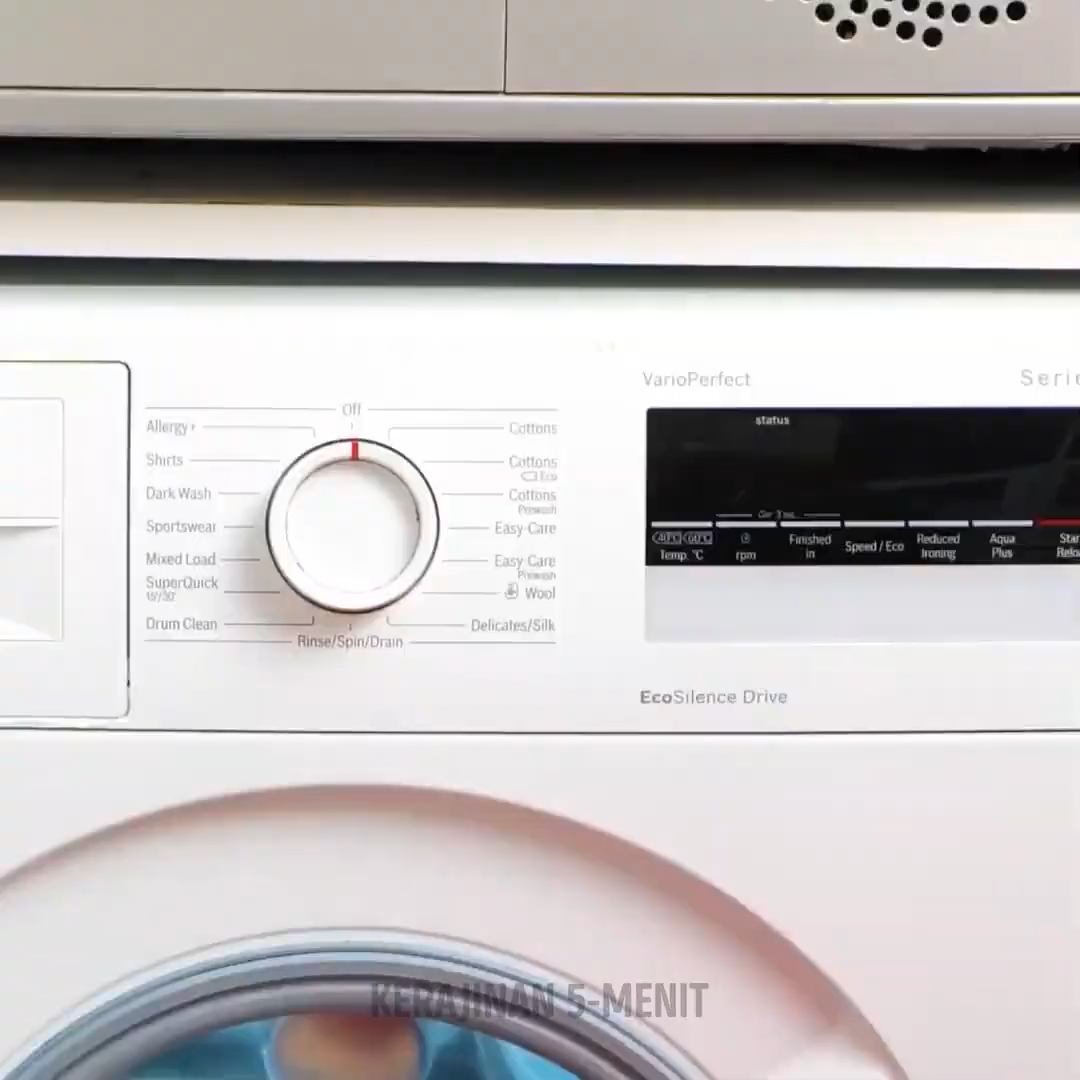 VarioPerfect
Serie
Off
Allergy+
Shirts
Dark Wash
Sportswear
Mixed Load
SuperQuick
15'/30'
Drum Clean
Cottons
Cottons
Eco
Cottons
Prewash
Easy-Care
Easy-Care
Prewash
Wool
Delicates/Silk
Rinse/Spin/Drain
status
Temp. °C
rpm
Finished
in
Speed/Eco
Reduced
Ironing
Aqua
Plus
EcoSilence Drive
KERAJINAN 5-MENIT